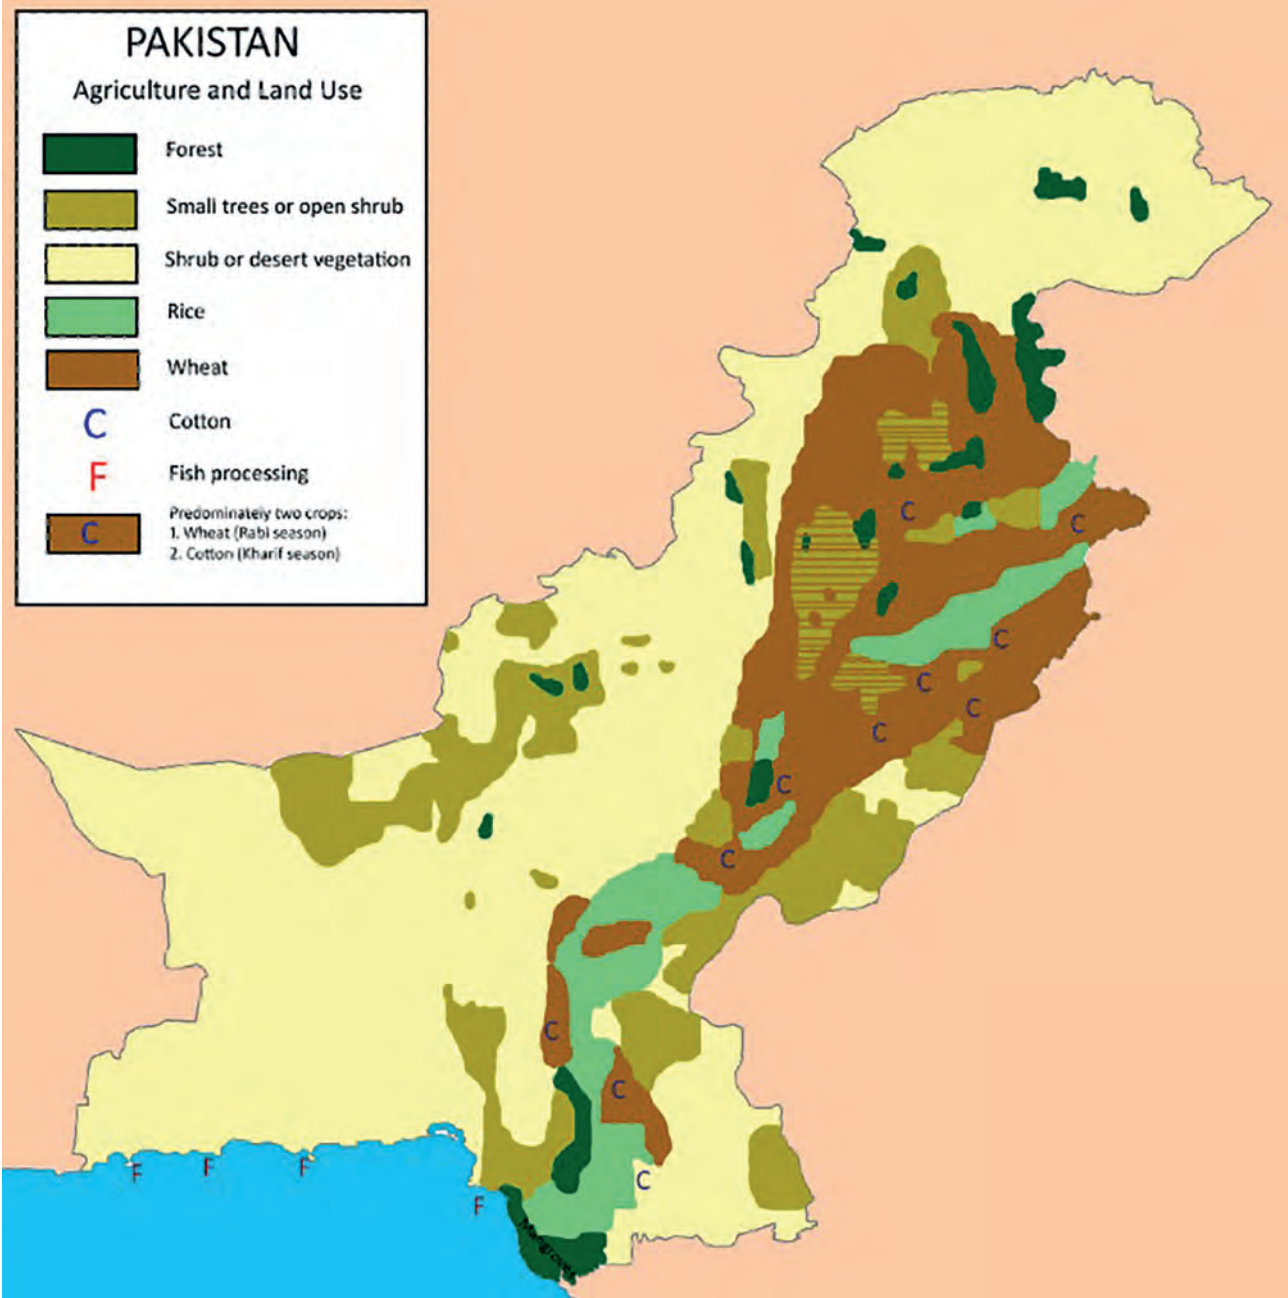 PAKISTAN
Agriculture and Land Use
Forest
Small trees or open shrub
Shrub or desert vegetation
Rice
Wheat
C Cotton
F Fish processing
Predominately two crops:
C 1. Wheat (Rabi season)
2. Cotton (Kharif season)
C
C
C
C
C
C
C
C
C
C
C
F
F
F
F
Mangroves